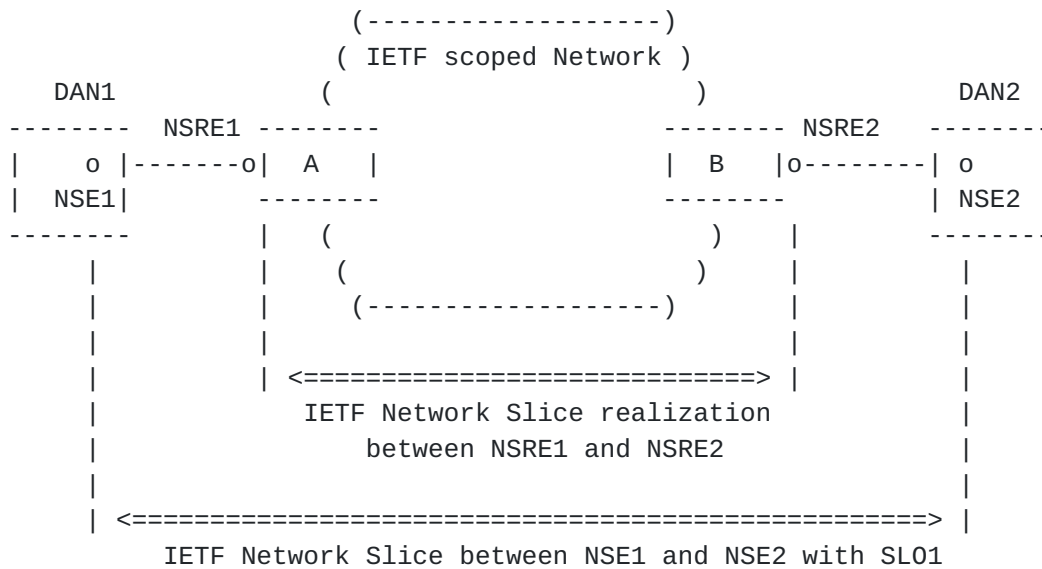 IETF scoped Network
DAN1 DAN2
NSRE1 NSRE2
o o A B o o
NSE1 NSE2
IETF Network Slice realization
between NSRE1 and NSRE2
IETF Network Slice between NSE1 and NSE2 with SLO1